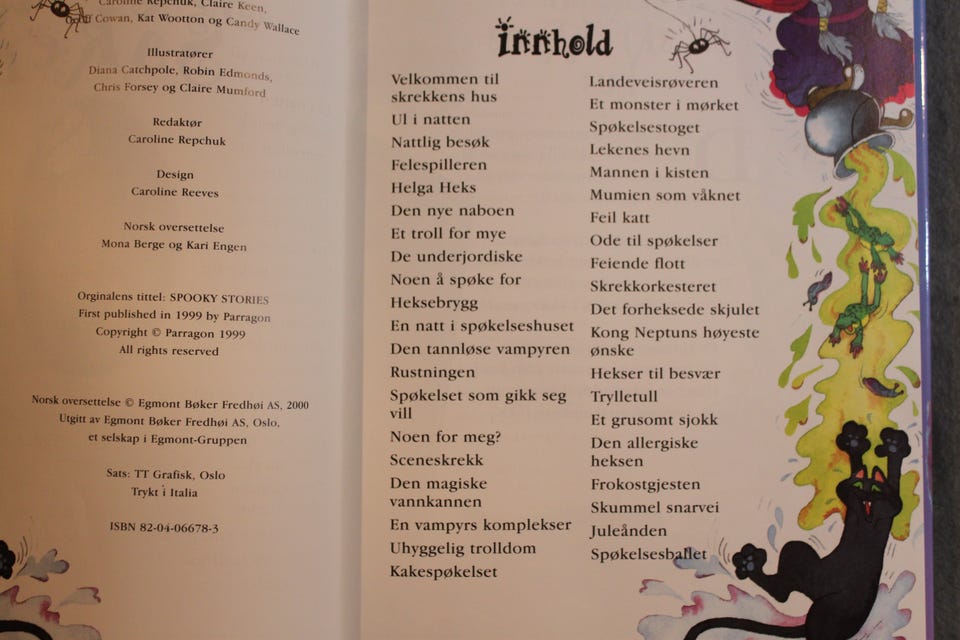 Caroline Repchuk, Claire Keen,
Cowan, Kat Wootton og Candy Wallace
Illustratører
Diana Catchpole, Robin Edmonds,
Chris Forsey og Claire Mumford
Redaktør
Caroline Repchuk
Design
Caroline Reeves
Norsk oversettelse
Mona Berge og Kari Engen
Orginalens tittel: SPOOKY STORIES
First published in 1999 by Parragon
Copyright © Parragon 1999
All rights reserved
Norsk oversettelse © Egmont Bøker Fredhøi AS, 2000
Utgitt av Egmont Bøker Fredhøi AS, Oslo,
et selskap i Egmont-Gruppen
Sats: TT Grafisk, Oslo
Trykt i Italia
ISBN 82-04-06678-3
innhold
Velkommen til
skrekkens hus
Ul i natten
Nattlig besøk
Felespilleren
Helga Heks
Den nye naboen
Et troll for mye
De underjordiske
Noen å spøke for
Heksebrygg
En natt i spøkelseshuset
Den tannløse vampyren
Rustningen
Spøkelset som gikk seg
vill
Noen for meg?
Sceneskrekk
Den magiske
vannkannen
En vampyrs komplekser
Uhyggelig trolldom
Kakespøkelset
Landeveisrøveren
Et monster i mørket
Spøkelsestoget
Lekenes hevn
Mannen i kisten
Mumien som våknet
Feil katt
Ode til spøkelser
Feiende flott
Skrekkorkesteret
Det forheksede skjulet
Kong Neptuns høyeste
ønske
Hekser til besvær
Trylletull
Et grusomt sjokk
Den allergiske
heksen
Frokostgjesten
Skummel snarvei
Juleånden
Spøkelsesballet